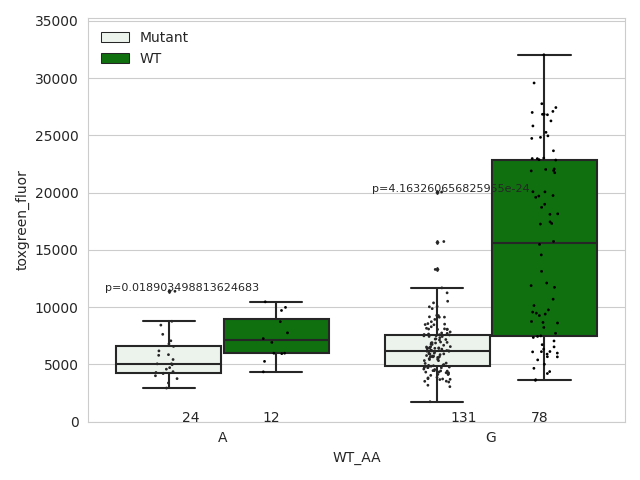 35000
30000
25000
20000
15000
10000
5000
0
toxgreen_fluor
Mutant
WT
p=0.018903498813624683
p=4.163260656825955e-24
24
12
131
78
A
G
WT_AA